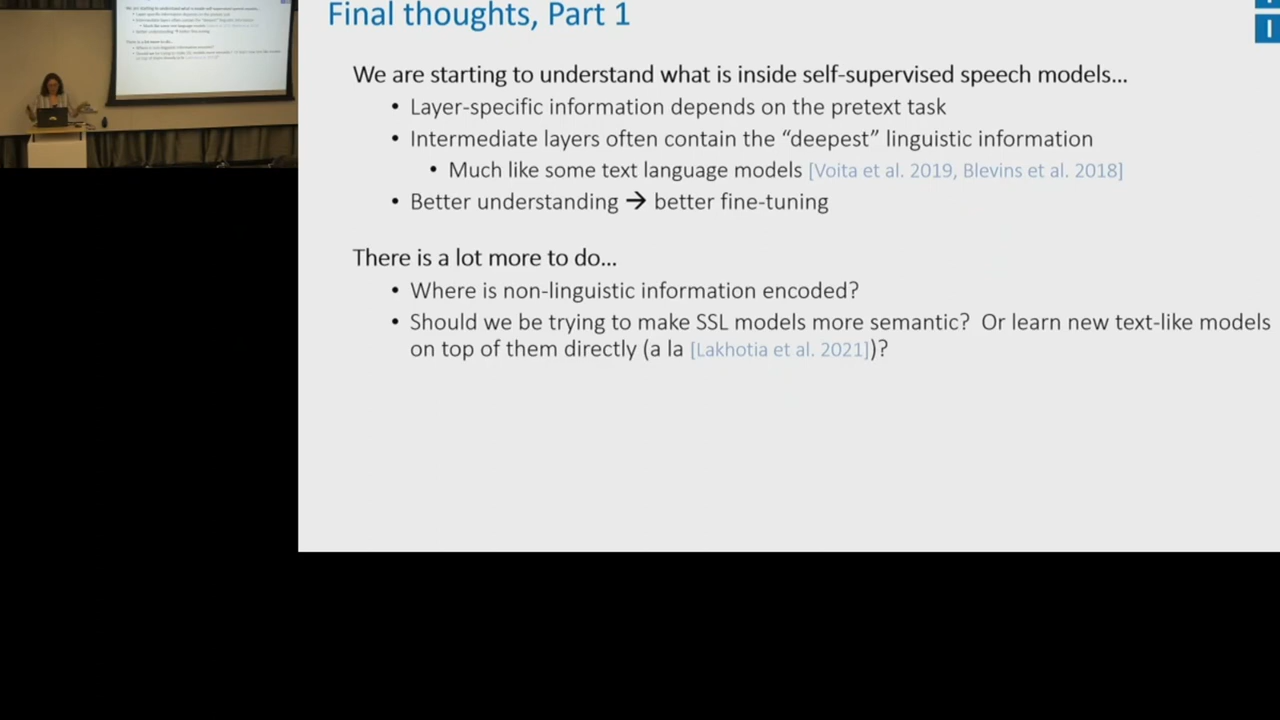 Final thoughts, Part 1
We are starting to understand what is inside self-supervised speech models...
• Layer-specific information depends on the pretext task
• Intermediate layers often contain the “deepest” linguistic information
• Much like some text language models [Voita et al. 2019, Blevins et al. 2018]
• Better understanding → better fine-tuning
There is a lot more to do...
• Where is non-linguistic information encoded?
• Should we be trying to make SSL models more semantic? Or learn new text-like models
on top of them directly (a la [Lakhotia et al. 2021])?